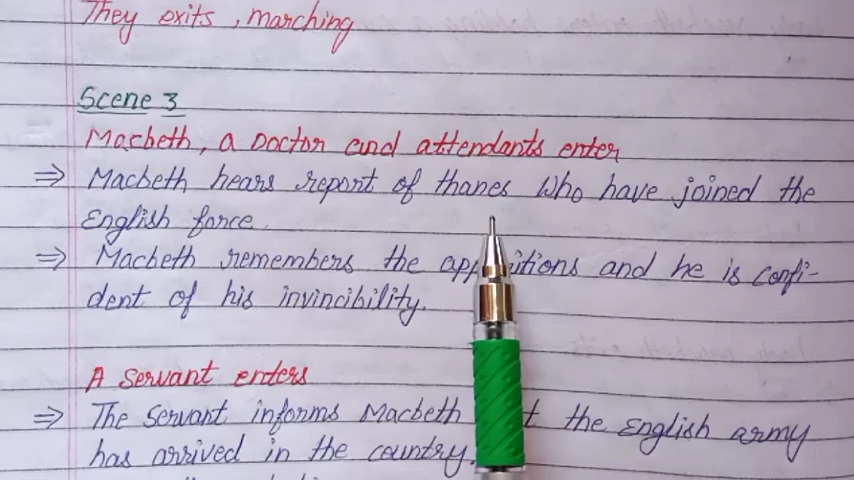 They exits, marching
Scene 3
Macbeth, a Doctor and attendants enter
⇒ Macbeth hears report of thanes who have joined the
English force.
⇒ Macbeth remembers the app itions and he is confi-
dent of his invincibility.
A servant enters
⇒ The servant informs Macbeth t the English army
has arrived in the country.